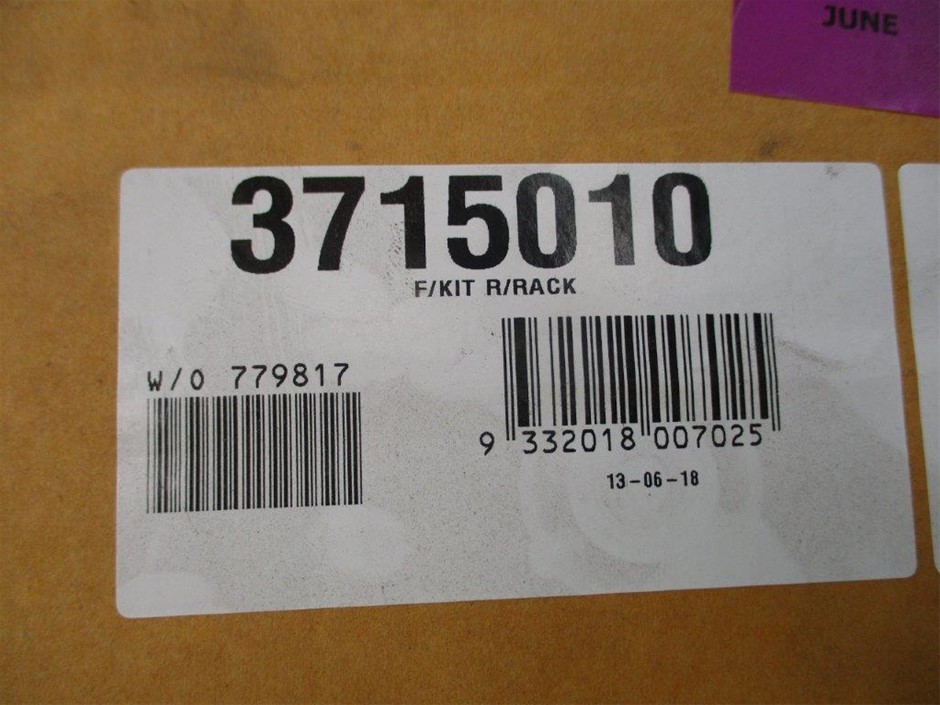 JUNE
3715010
F/KIT R/RACK
W/O 779817
9 332018 007025
13-06-18